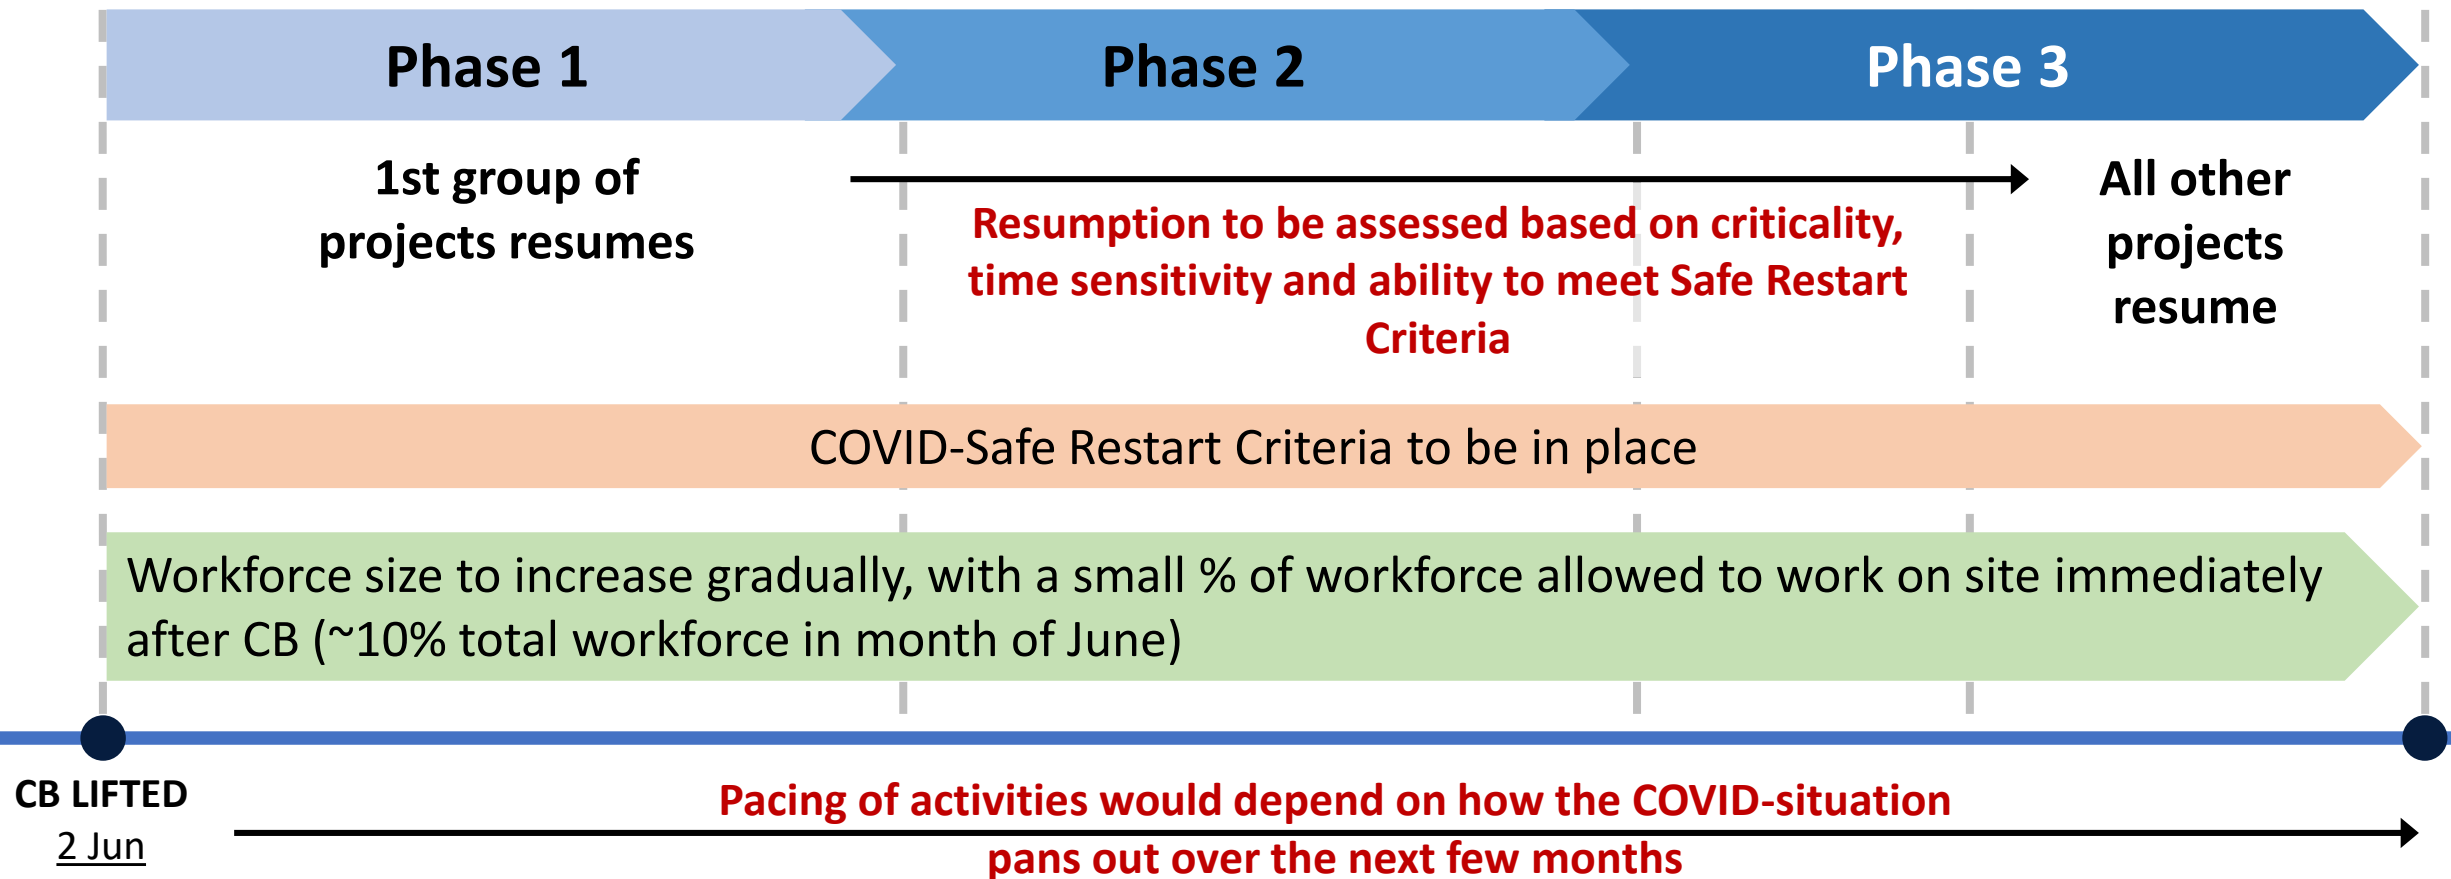 Phase 1
Phase 2
Phase 3
1st group of
projects resumes
Resumption to be assessed based on criticality,
time sensitivity and ability to meet Safe Restart
Criteria
All other
projects
resume
COVID-Safe Restart Criteria to be in place
Workforce size to increase gradually, with a small % of workforce allowed to work on site immediately
after CB (~10% total workforce in month of June)
CB LIFTED
2 Jun
Pacing of activities would depend on how the COVID-situation
pans out over the next few months